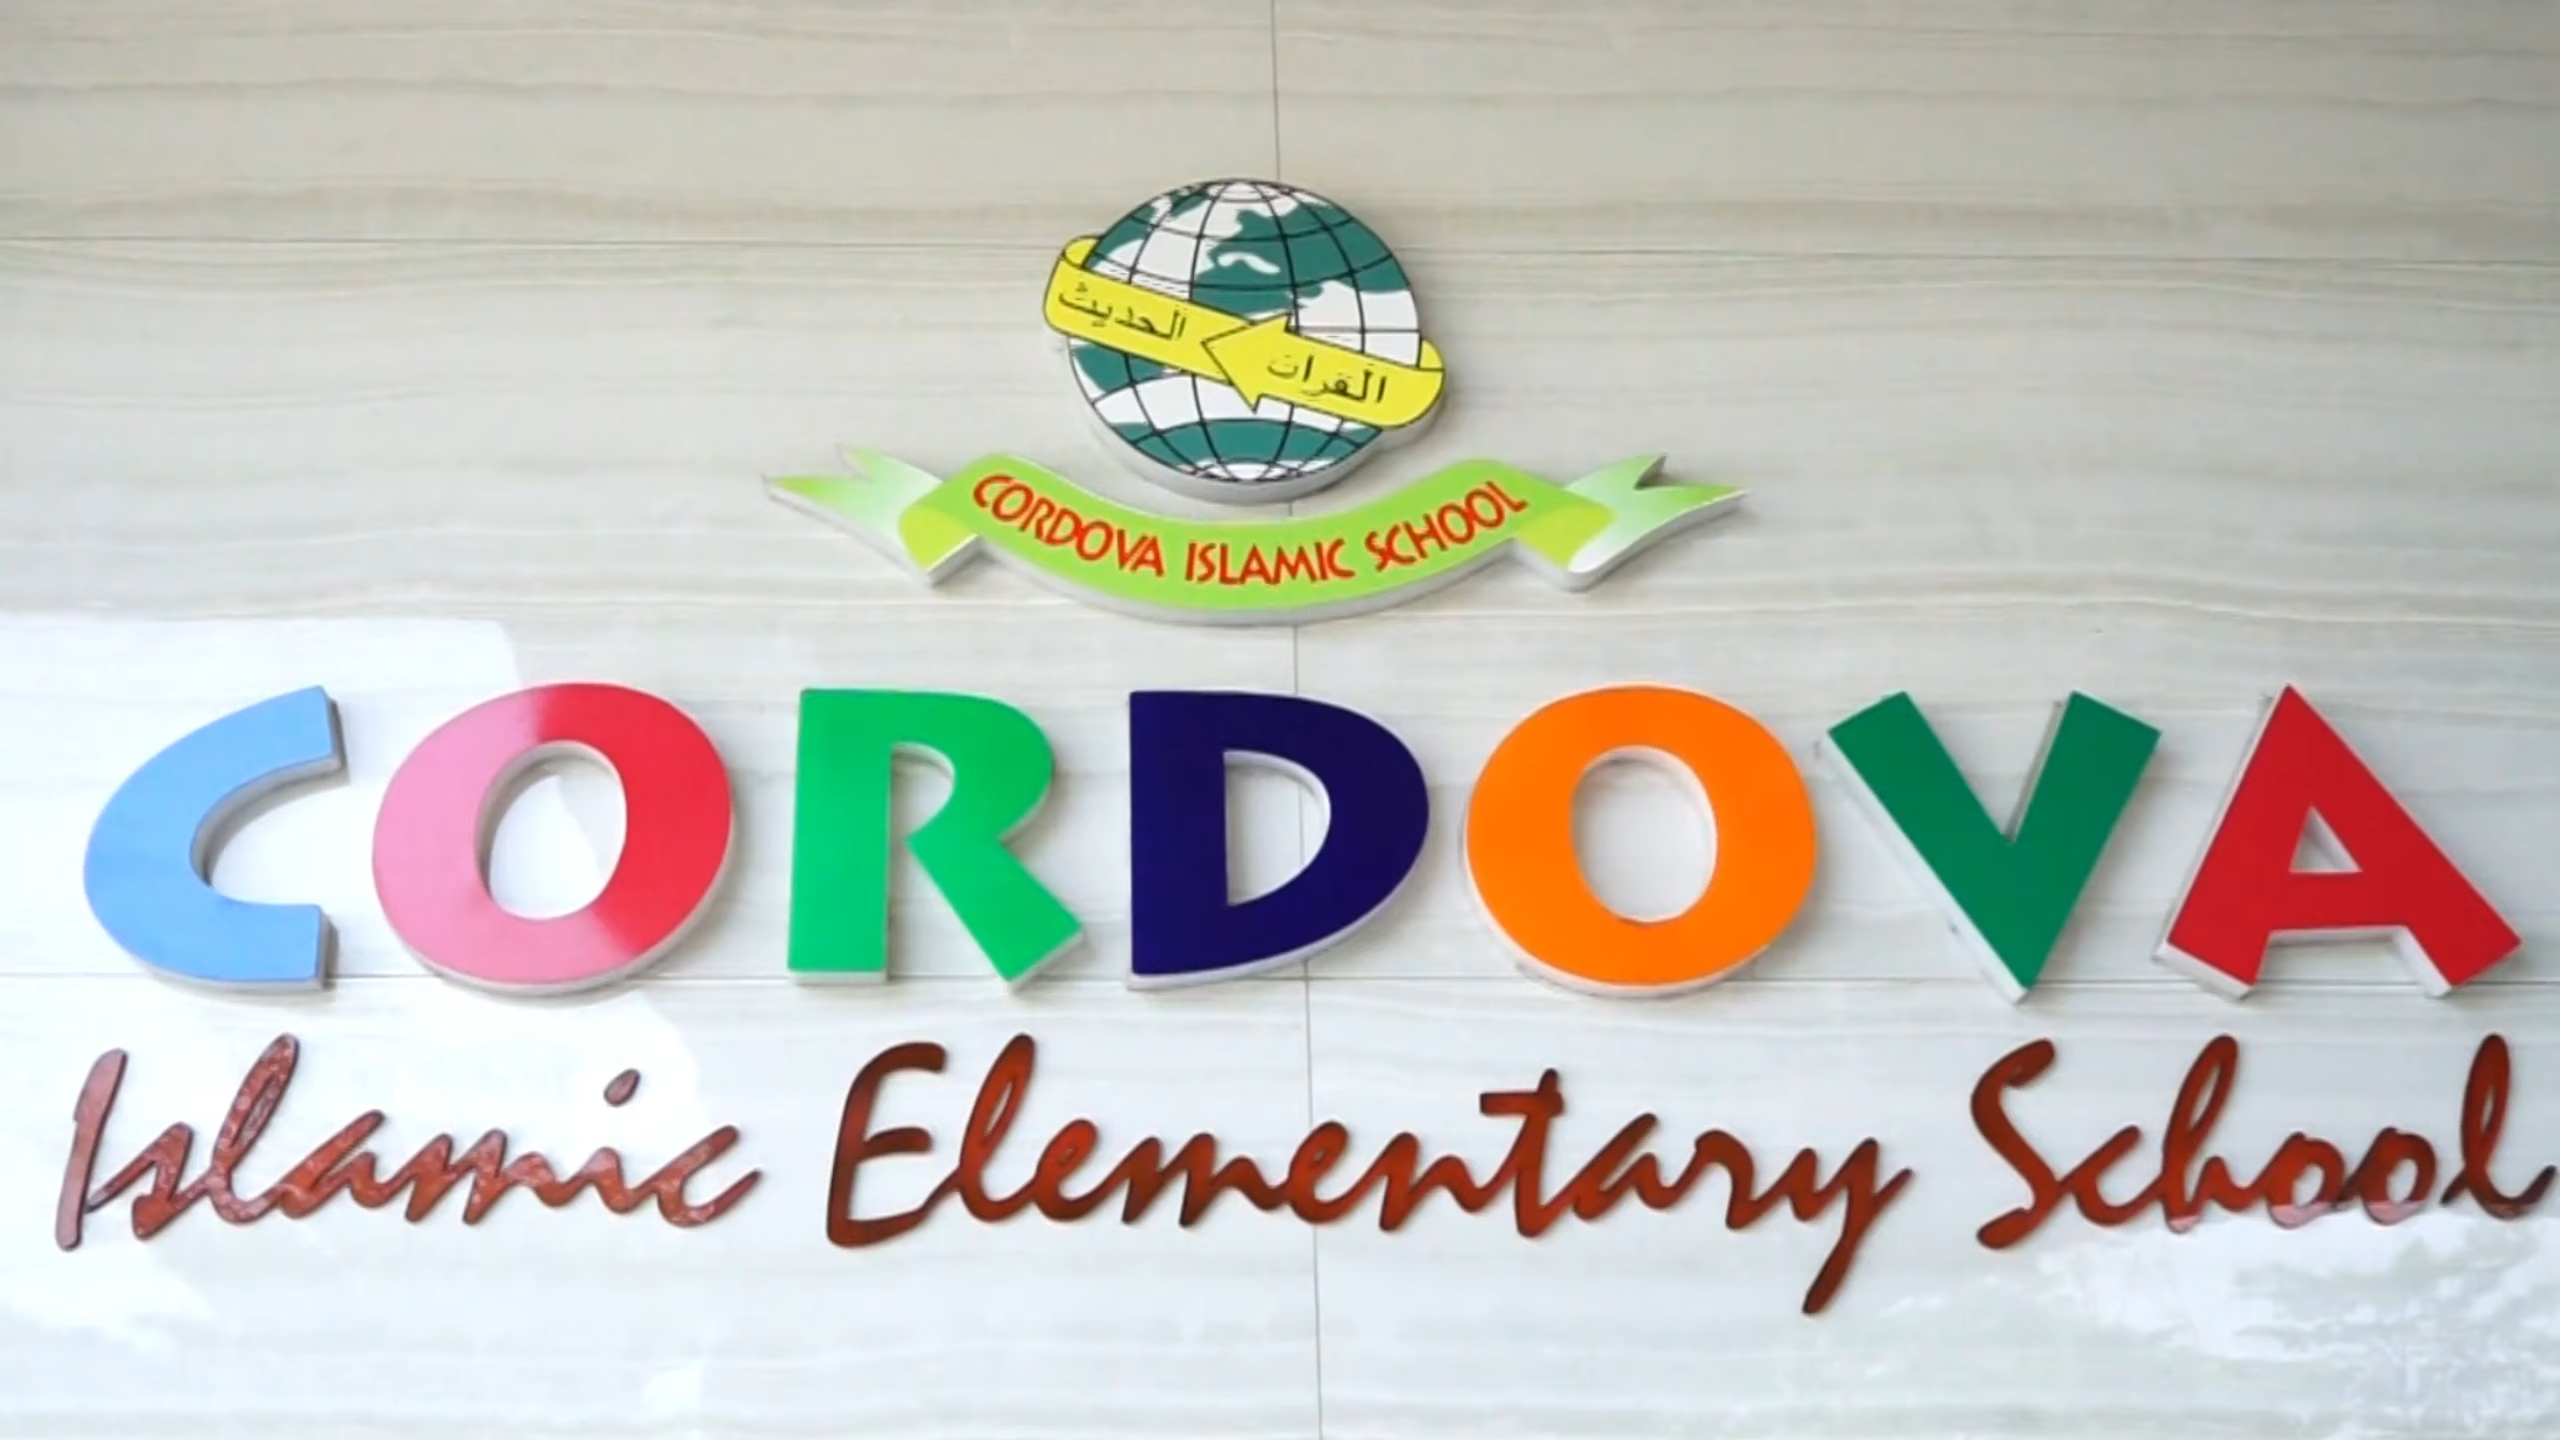 الحديث
القرآن
CORDOVA ISLAMIC SCHOOL
CORDOVA
Islamic Elementary School